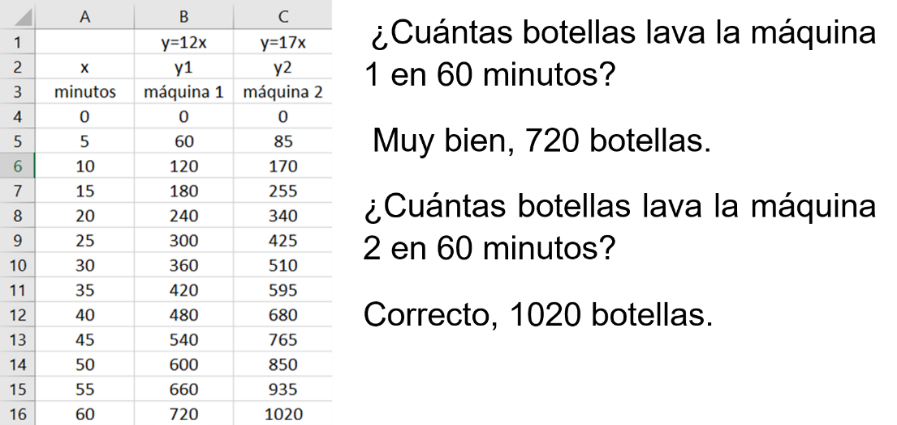 A B C
1 y=12x y=17x
2 x y1 y2
3 minutos máquina 1 máquina 2
4 0 0 0
5 5 60 85
6 10 120 170
7 15 180 255
8 20 240 340
9 25 300 425
10 30 360 510
11 35 420 595
12 40 480 680
13 45 540 765
14 50 600 850
15 55 660 935
16 60 720 1020
¿Cuántas botellas lava la máquina
1 en 60 minutos?
Muy bien, 720 botellas.
¿Cuántas botellas lava la máquina
2 en 60 minutos?
Correcto, 1020 botellas.